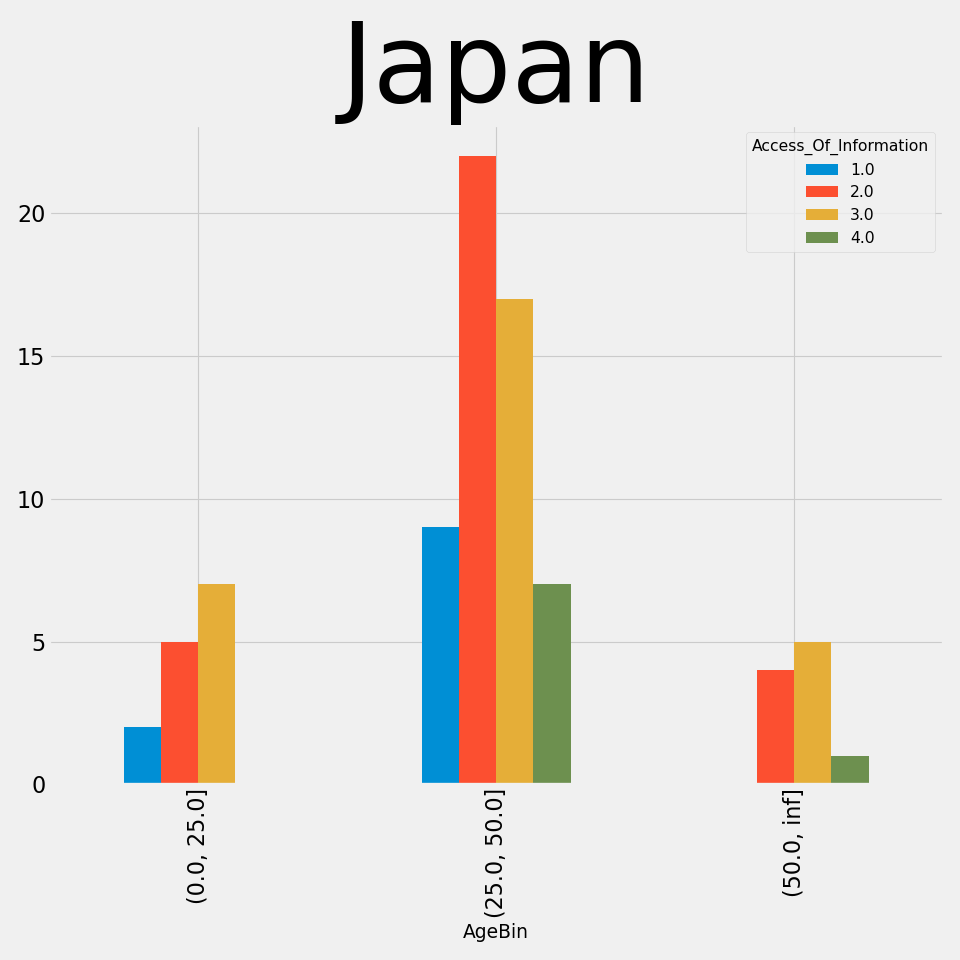 Japan
Access_Of_Information
1.0
2.0
3.0
4.0
20
15
10
5
0
(0.0, 25.0]
(25.0, 50.0]
(50.0, inf]
AgeBin